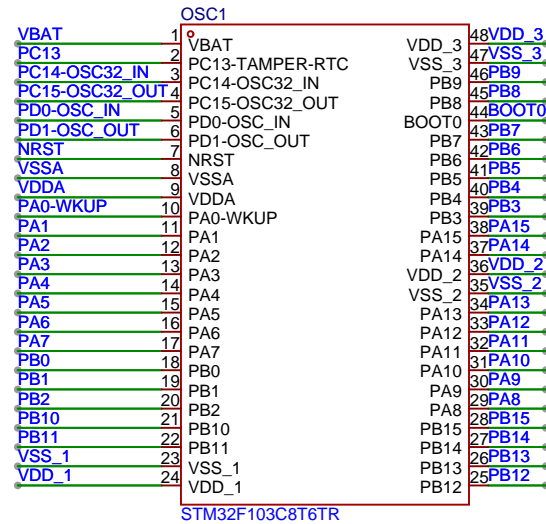 OSC1
VBAT 1 VBAT VDD_3 48 VDD_3
PC13 2 PC13-TAMPER-RTC VSS_3 47 VSS_3
PC14-OSC32_IN 3 PC14-OSC32_IN PB9 46 PB9
PC15-OSC32_OUT 4 PC15-OSC32_OUT PB8 45 PB8
PD0-OSC_IN 5 PD0-OSC_IN BOOT0 44 BOOT0
PD1-OSC_OUT 6 PD1-OSC_OUT PB7 43 PB7
NRST 7 NRST PB6 42 PB6
VSSA 8 VSSA PB5 41 PB5
VDDA 9 VDDA PB4 40 PB4
PA0-WKUP 10 PA0-WKUP PB3 39 PB3
PA1 11 PA1 PA15 38 PA15
PA2 12 PA2 PA14 37 PA14
PA3 13 PA3 VDD_2 36 VDD_2
PA4 14 PA4 VSS_2 35 VSS_2
PA5 15 PA5 PA13 34 PA13
PA6 16 PA6 PA12 33 PA12
PA7 17 PA7 PA11 32 PA11
PB0 18 PB0 PA10 31 PA10
PB1 19 PB1 PA9 30 PA9
PB2 20 PB2 PA8 29 PA8
PB10 21 PB10 PB15 28 PB15
PB11 22 PB11 PB14 27 PB14
VSS_1 23 VSS_1 PB13 26 PB13
VDD_1 24 VDD_1 PB12 25 PB12
STM32F103C8T6TR